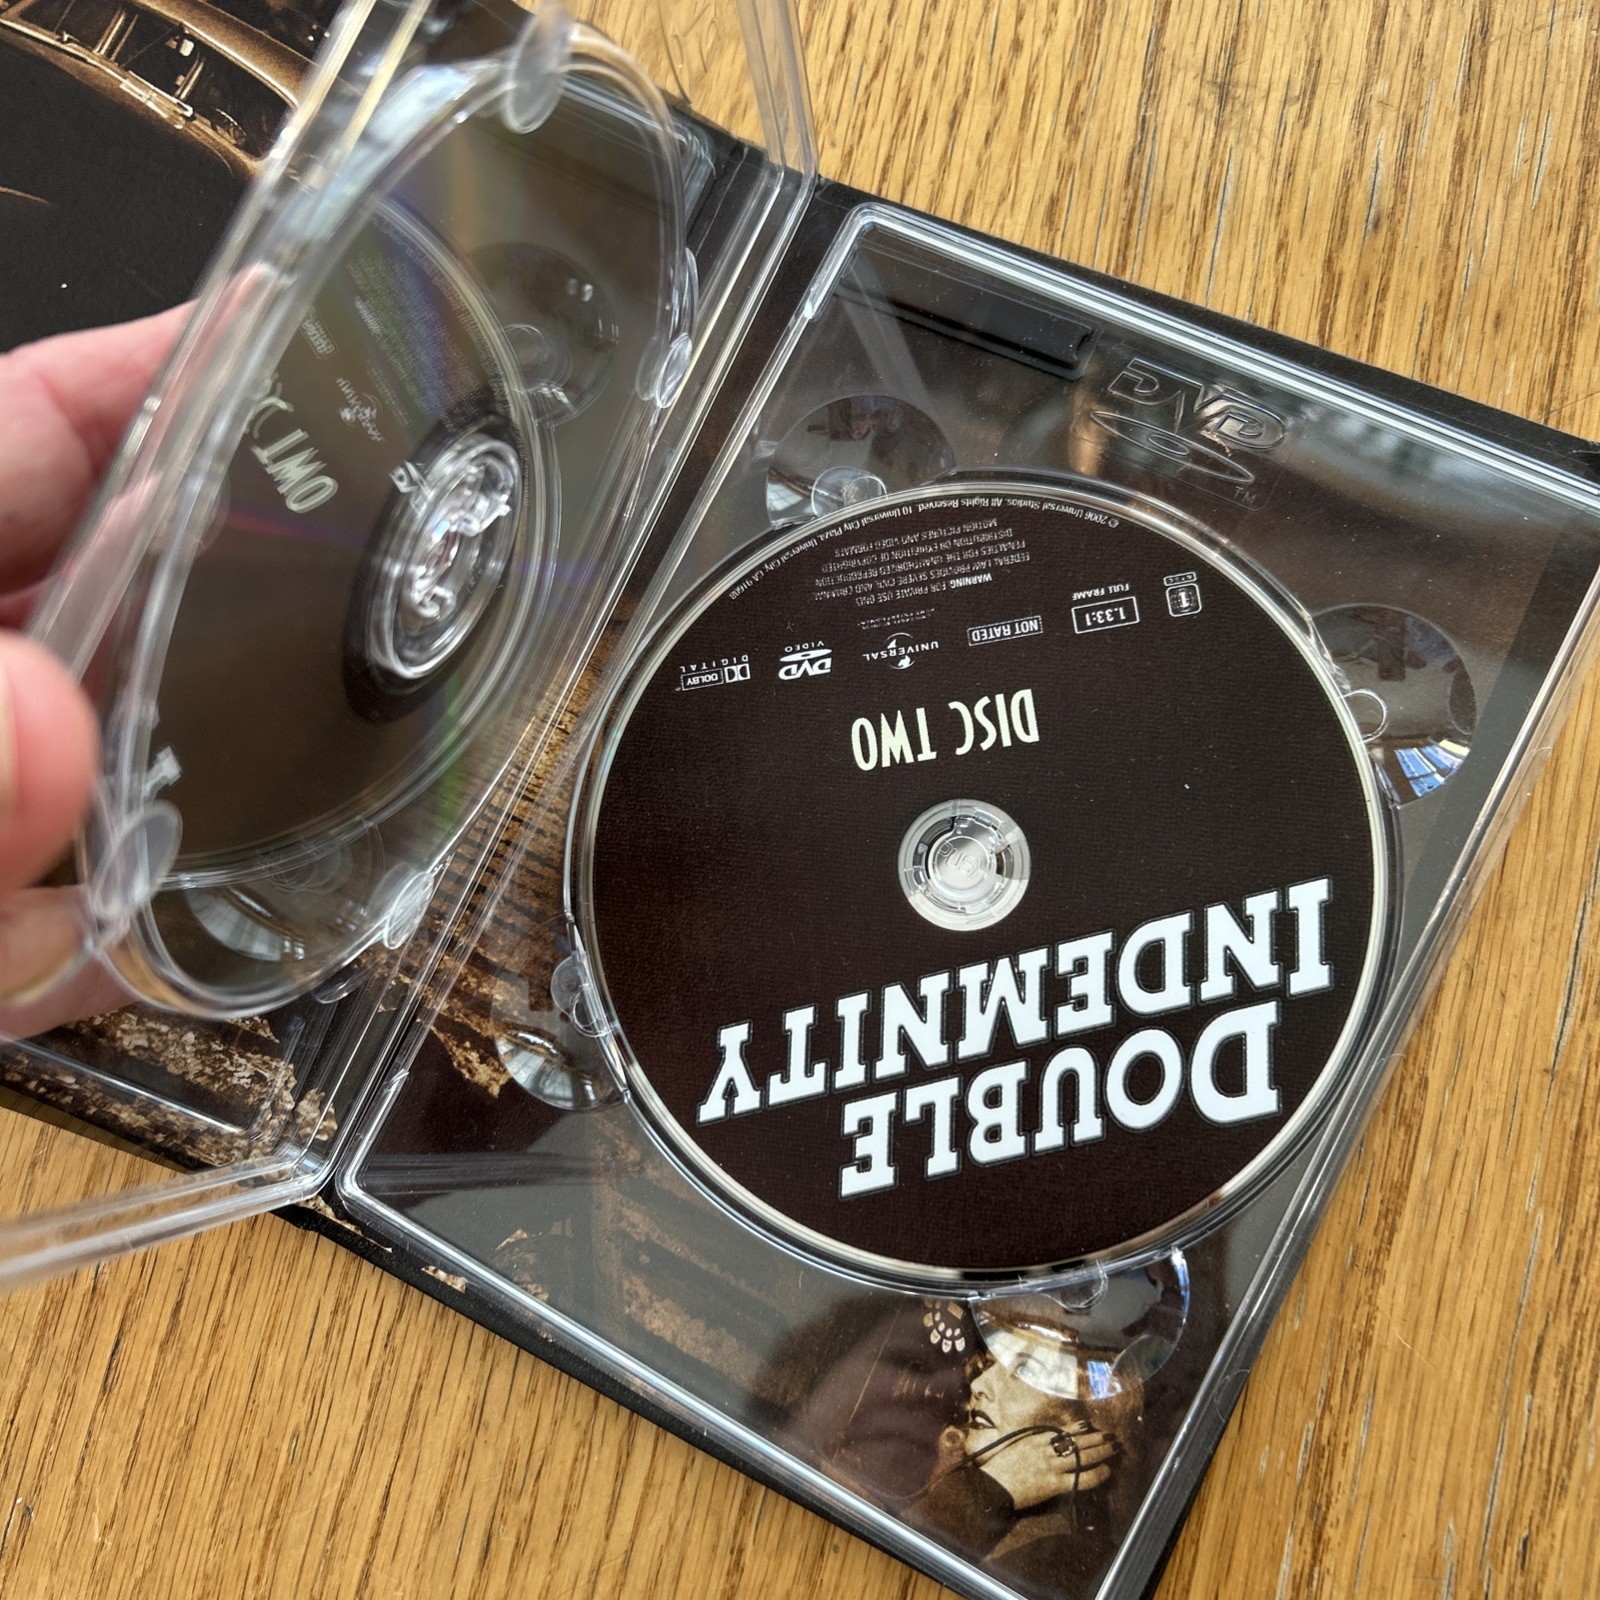 DOUBLE
INDEMNITY
DISC TWO
DOLBY
DIGITAL
DVD
VIDEO
UNIVERSAL
NOT RATED
1.33:1
FULL FRAME
1
WARNING: FOR PRIVATE USE ONLY
FEDERAL LAW PROVIDES SEVERE CIVIL AND CRIMINAL
PENALTIES FOR THE UNAUTHORIZED REPRODUCTION
DISTRIBUTION OR EXHIBITION OF COPYRIGHTED
MOTION PICTURES AND VIDEO FORMATS
© 2006 Universal Studios. All Rights Reserved. 10 Universal City Plaza, Universal City, CA 91608
DVD
TM
TWO